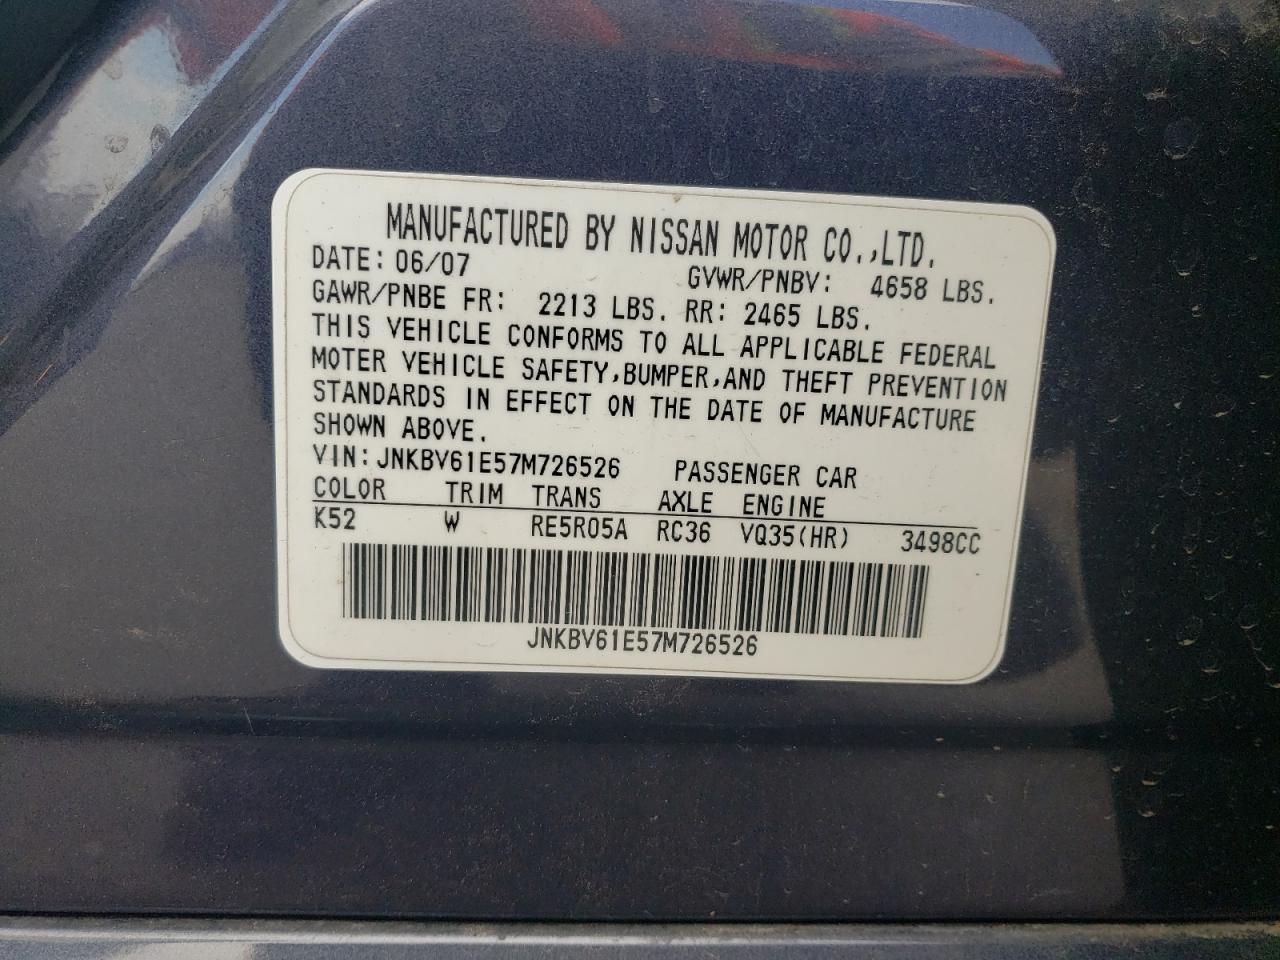 MANUFACTURED BY NISSAN MOTOR CO.,LTD.
DATE: 06/07 GVWR/PNBV: 4658 LBS.
GAWR/PNBE FR: 2213 LBS. RR: 2465 LBS.
THIS VEHICLE CONFORMS TO ALL APPLICABLE FEDERAL
MOTER VEHICLE SAFETY,BUMPER,AND THEFT PREVENTION
STANDARDS IN EFFECT ON THE DATE OF MANUFACTURE
SHOWN ABOVE.
VIN:JNKBV61E57M726526 PASSENGER CAR
COLOR TRIM TRANS AXLE ENGINE
K52 W RE5R05A RC36 VQ35(HR) 3498CC
JNKBV61E57M726526